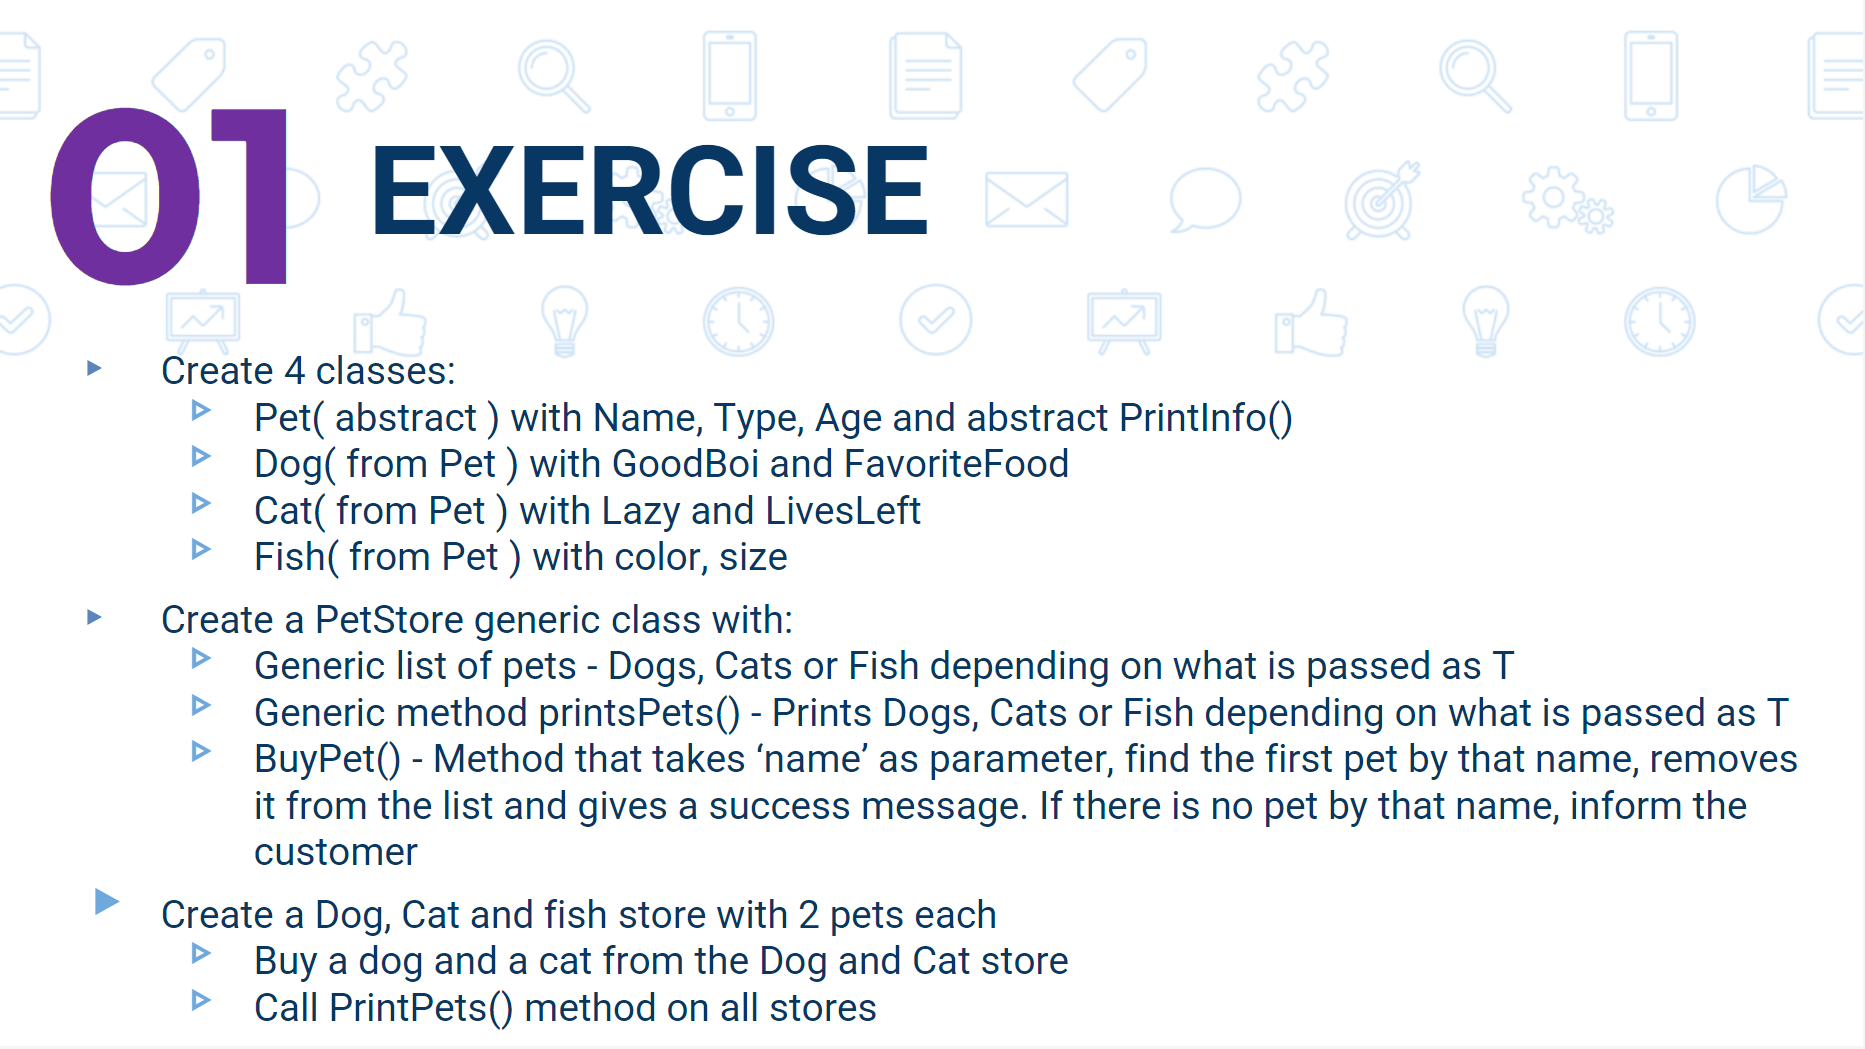 01 EXERCISE
Create 4 classes:
Pet( abstract ) with Name, Type, Age and abstract PrintInfo()
Dog( from Pet ) with GoodBoi and FavoriteFood
Cat( from Pet ) with Lazy and LivesLeft
Fish( from Pet ) with color, size
Create a PetStore generic class with:
Generic list of pets - Dogs, Cats or Fish depending on what is passed as T
Generic method printsPets() - Prints Dogs, Cats or Fish depending on what is passed as T
BuyPet() - Method that takes ‘name’ as parameter, find the first pet by that name, removes
it from the list and gives a success message. If there is no pet by that name, inform the
customer
Create a Dog, Cat and fish store with 2 pets each
Buy a dog and a cat from the Dog and Cat store
Call PrintPets() method on all stores